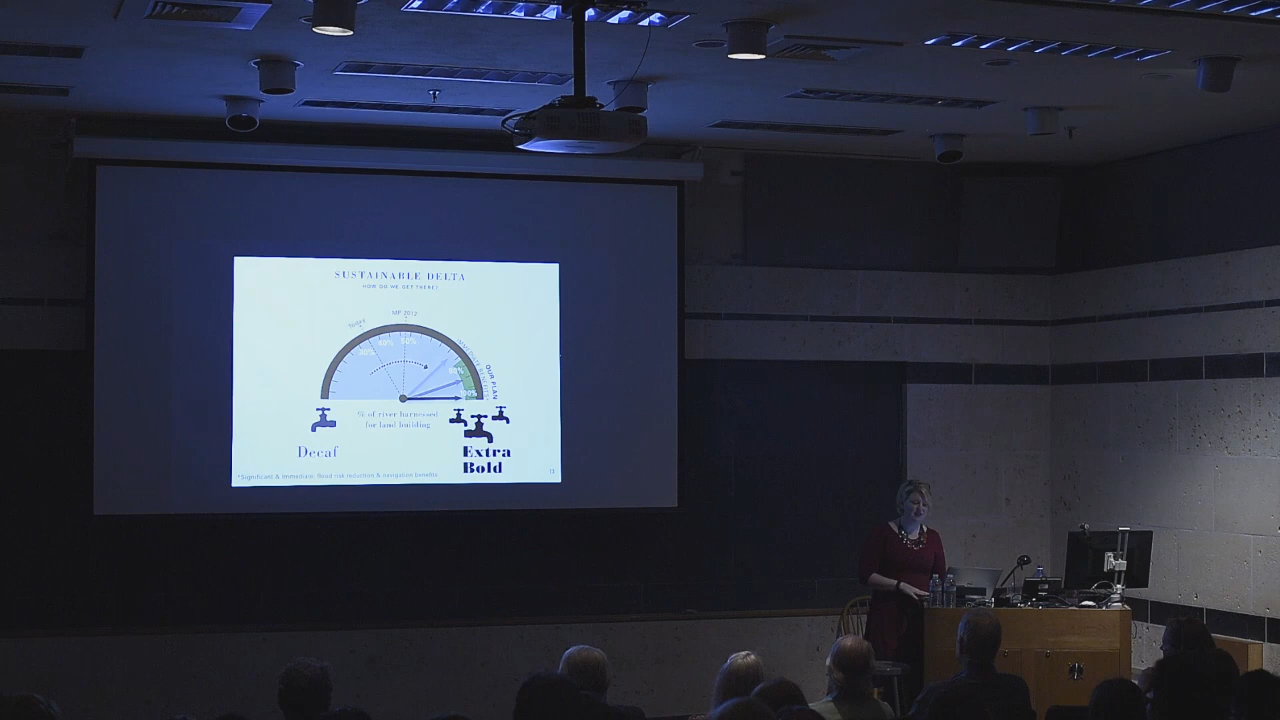 SUSTAINABLE DELTA
HOW DO WE GET THERE?
MP 2012
Today
40%
50%
30%
80%
OUR PLAN
90%
% of river harnessed
for land building
Decaf
Extra
Bold
*Significant & immediate flood risk reduction & navigation benefits
13